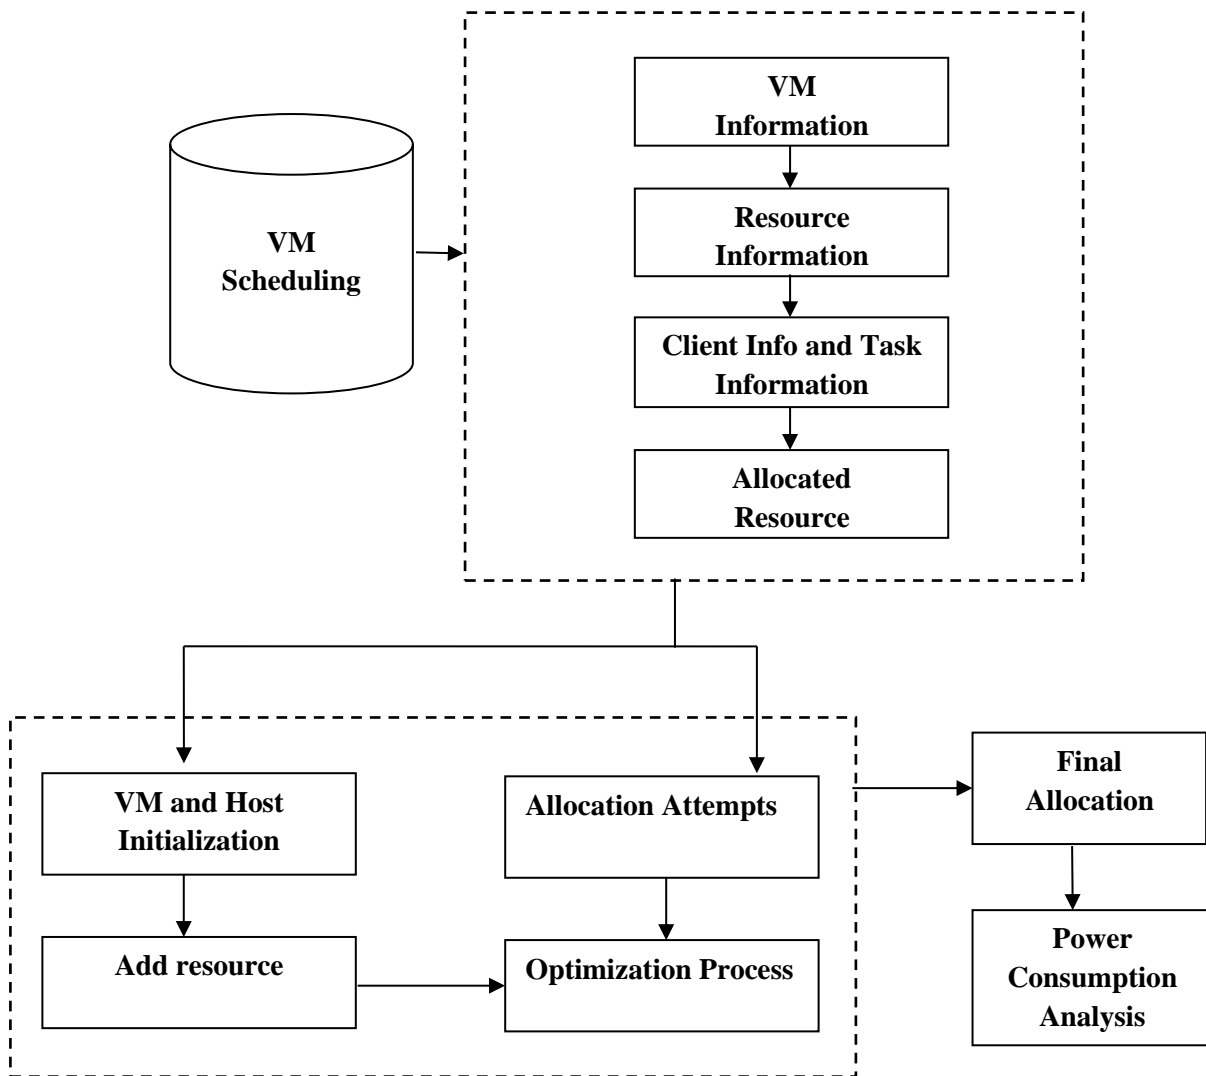 VM
Information
VM
Scheduling
Resource
Information
Client Info and Task
Information
Allocated
Resource
VM and Host
Initialization
Allocation Attempts
Final
Allocation
Add resource
Optimization Process
Power
Consumption
Analysis